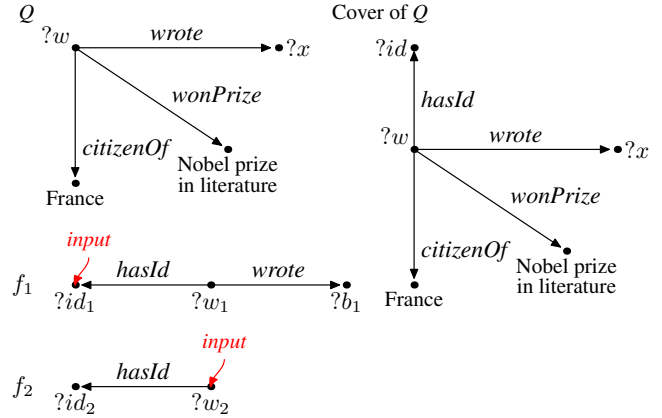 Q
?w
wrote
?x
wonPrize
citizenOf
Nobel prize
in literature
France
Cover of Q
?id
hasId
?w
wrote
?x
wonPrize
citizenOf
Nobel prize
in literature
France
input
f1
hasId
wrote
?id1
?w1
?b1
input
f2
hasId
?id2
?w2